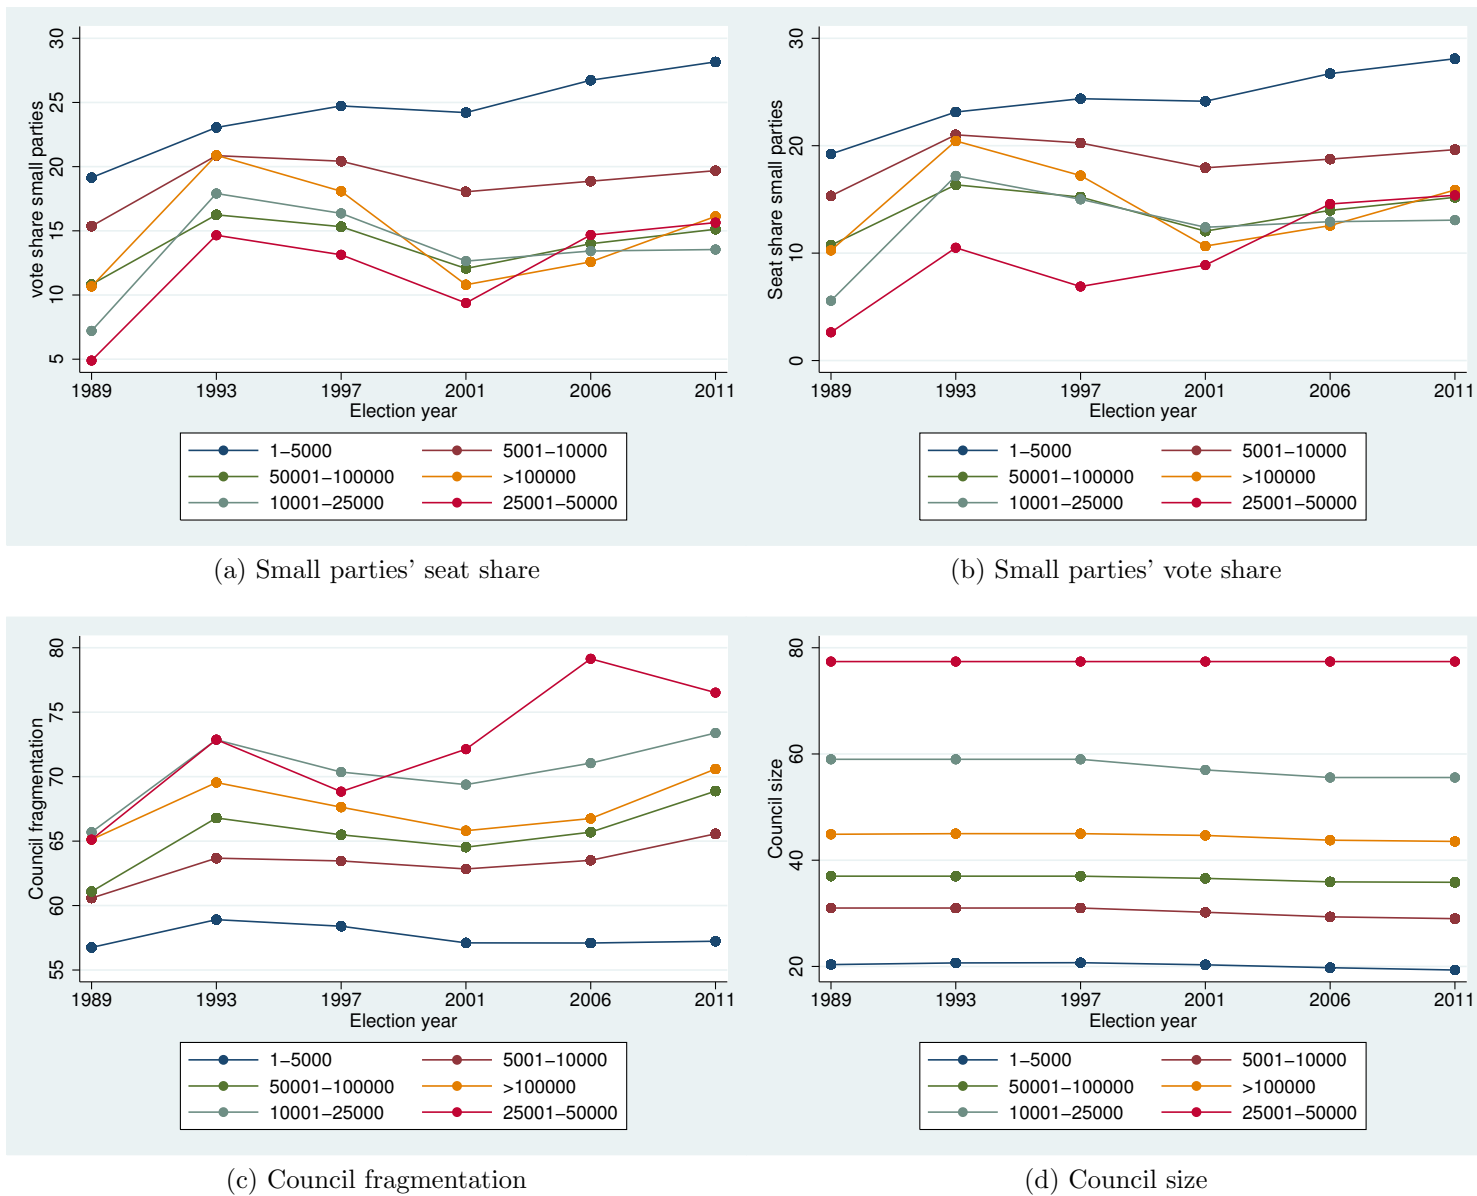 vote share small parties
30
25
20
15
10
5
1989 1993 1997 2001 2006 2011
Election year
1–5000 5001–10000
50001–100000 >100000
10001–25000 25001–50000
(a) Small parties' seat share
Seat share small parties
30
20
10
0
1989 1993 1997 2001 2006 2011
Election year
1–5000 5001–10000
50001–100000 >100000
10001–25000 25001–50000
(b) Small parties' vote share
Council fragmentation
80
75
70
65
60
55
1989 1993 1997 2001 2006 2011
Election year
1–5000 5001–10000
50001–100000 >100000
10001–25000 25001–50000
(c) Council fragmentation
Council size
80
60
40
20
1989 1993 1997 2001 2006 2011
Election year
1–5000 5001–10000
50001–100000 >100000
10001–25000 25001–50000
(d) Council size